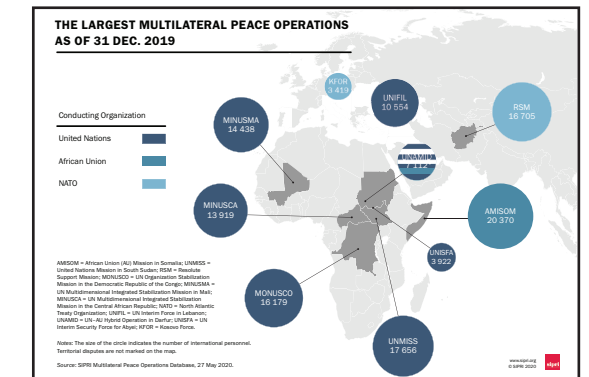 THE LARGEST MULTILATERAL PEACE OPERATIONS
AS OF 31 DEC. 2019
KFOR
3 419
UNIFIL
10 554
RSM
16 705
Conducting Organization
United Nations
African Union
NATO
MINUSMA
14 438
UNAMID
7 112
MINUSCA
13 919
AMISOM
20 370
UNISFA
3 922
MONUSCO
16 179
UNMISS
17 656
AMISOM = African Union (AU) Mission in Somalia; UNMISS =
United Nations Mission in South Sudan; RSM = Resolute
Support Mission; MONUSCO = UN Organization Stabilization
Mission in the Democratic Republic of the Congo; MINUSMA =
UN Multidimensional Integrated Stabilization Mission in Mali;
MINUSCA = UN Multidimensional Integrated Stabilization
Mission in the Central African Republic; NATO = North Atlantic
Treaty Organization; UNIFIL = UN Interim Force in Lebanon;
UNAMID = UN–AU Hybrid Operation in Darfur; UNISFA = UN
Interim Security Force for Abyei; KFOR = Kosovo Force.
Notes: The size of the circle indicates the number of international personnel.
Territorial disputes are not marked on the map.
Source: SIPRI Multilateral Peace Operations Database, 27 May 2020.
www.sipri.org
© SIPRI 2020
sipri